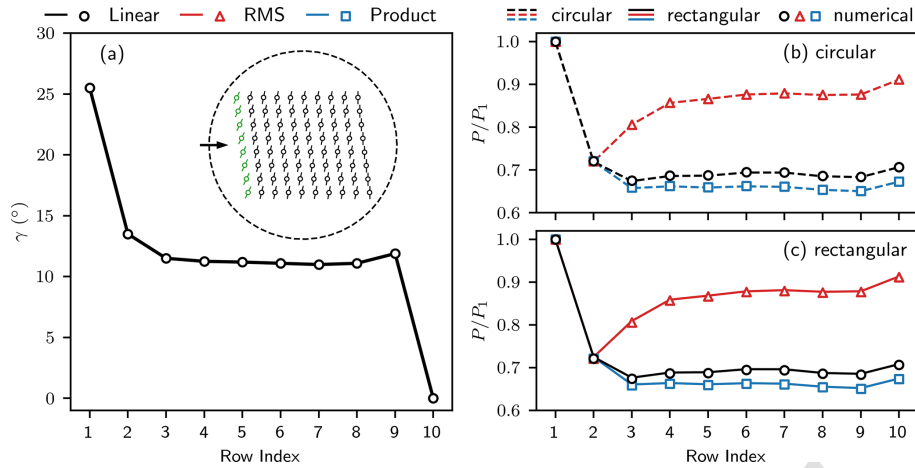 Linear RMS Product
circular rectangular numerical
(a)
30
25
20
15
10
5
0
γ (°)
1 2 3 4 5 6 7 8 9 10
Row Index
(b) circular
1.0
0.9
0.8
0.7
0.6
P/P₁
(c) rectangular
1.0
0.9
0.8
0.7
0.6
P/P₁
1 2 3 4 5 6 7 8 9 10
Row Index